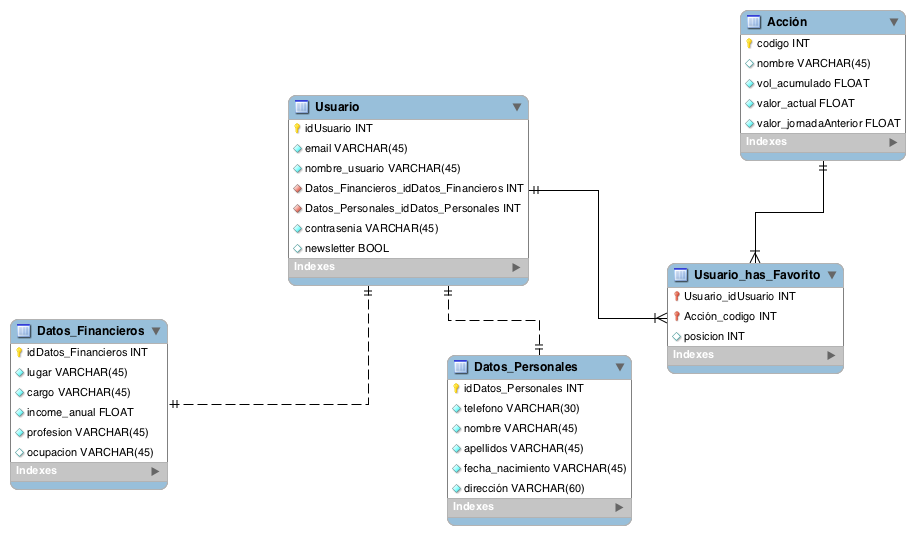 Acción
codigo INT
nombre VARCHAR(45)
vol_acumulado FLOAT
valor_actual FLOAT
valor_jornadaAnterior FLOAT
Indexes
Usuario
idUsuario INT
email VARCHAR(45)
nombre_usuario VARCHAR(45)
Datos_Financieros_idDatos_Financieros INT
Datos_Personales_idDatos_Personales INT
contrasenia VARCHAR(45)
newsletter BOOL
Indexes
Usuario_has_Favorito
Usuario_idUsuario INT
Acción_codigo INT
posicion INT
Indexes
Datos_Financieros
idDatos_Financieros INT
lugar VARCHAR(45)
cargo VARCHAR(45)
income_anual FLOAT
profesion VARCHAR(45)
ocupacion VARCHAR(45)
Indexes
Datos_Personales
idDatos_Personales INT
telefono VARCHAR(30)
nombre VARCHAR(45)
apellidos VARCHAR(45)
fecha_nacimiento VARCHAR(45)
dirección VARCHAR(60)
Indexes